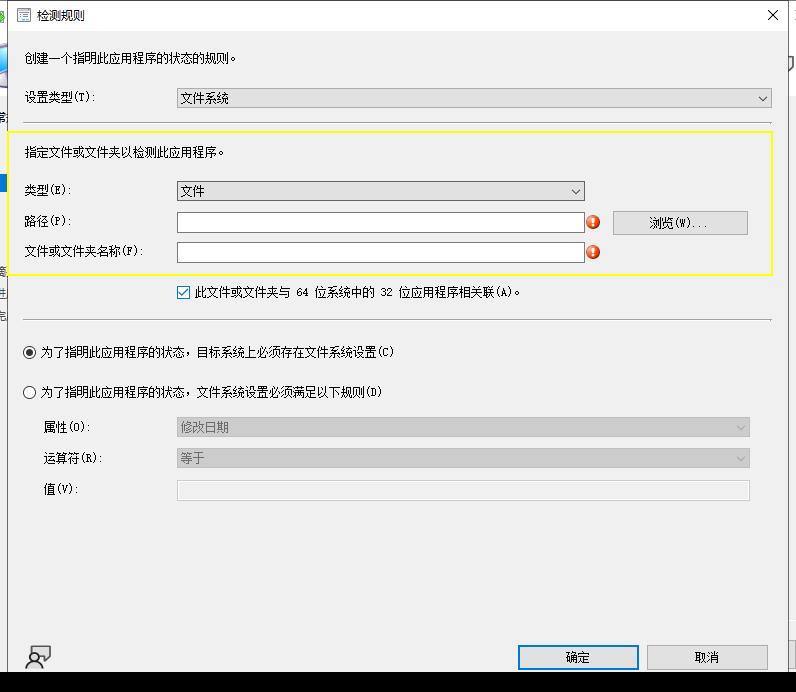 检测规则
创建一个指明此应用程序的状态的规则。
设置类型(T):
文件系统
指定文件或文件夹以检测此应用程序。
类型(E):
文件
路径(P):
浏览(W)...
文件或文件夹名称(F):
此文件或文件夹与 64 位系统中的 32 位应用程序相关联(A)。
为了指明此应用程序的状态，目标系统上必须存在文件系统设置(C)
为了指明此应用程序的状态，文件系统设置必须满足以下规则(D)
属性(O):
修改日期
运算符(R):
等于
值(V):
确定
取消